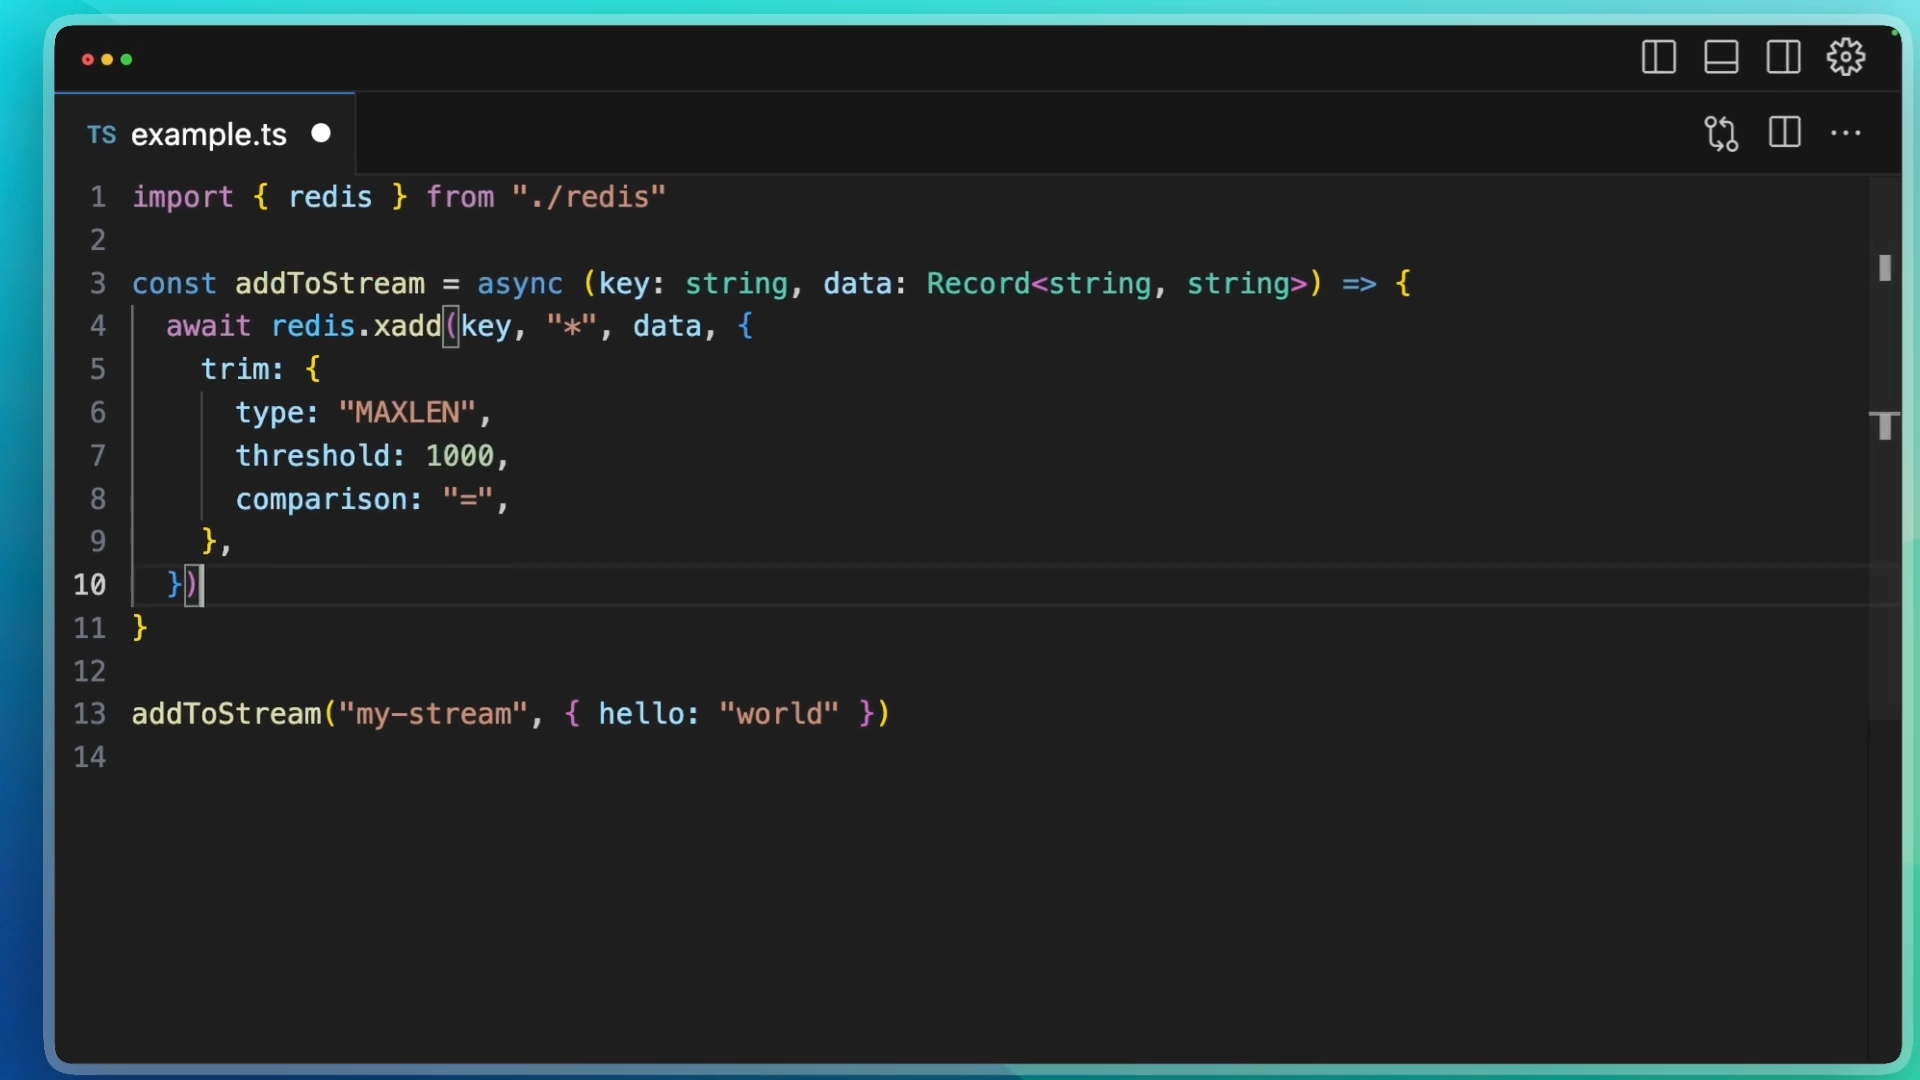 TS example.ts
1 import { redis } from "./redis"
2
3 const addToStream = async (key: string, data: Record<string, string>) => {
4   await redis.xadd(key, "*", data, {
5     trim: {
6       type: "MAXLEN",
7       threshold: 1000,
8       comparison: "=",
9     },
10   })
11 }
12
13 addToStream("my-stream", { hello: "world" })
14